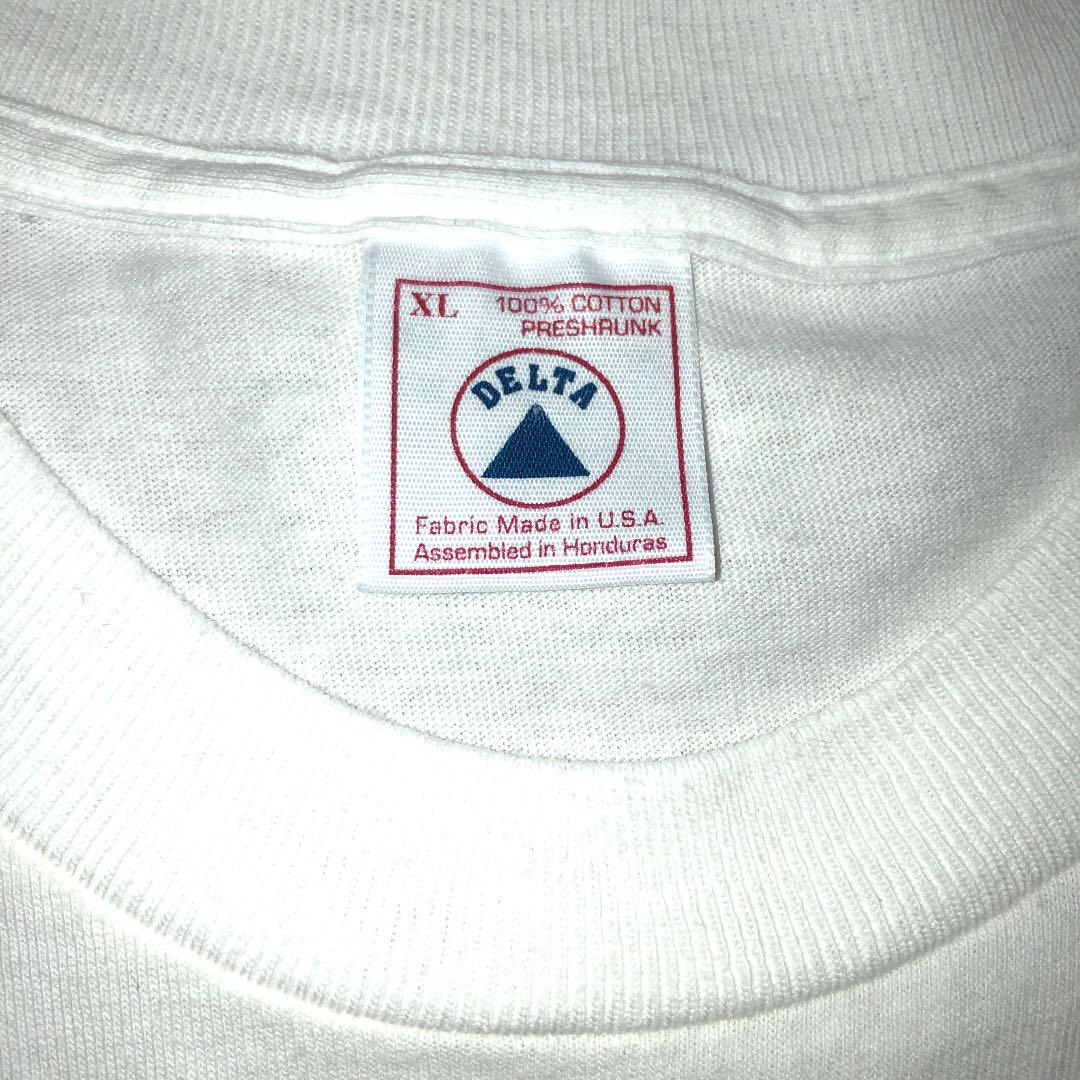 XL 100% COTTON
PRESHRUNK
DELTA
Fabric Made in U.S.A.
Assembled in Honduras